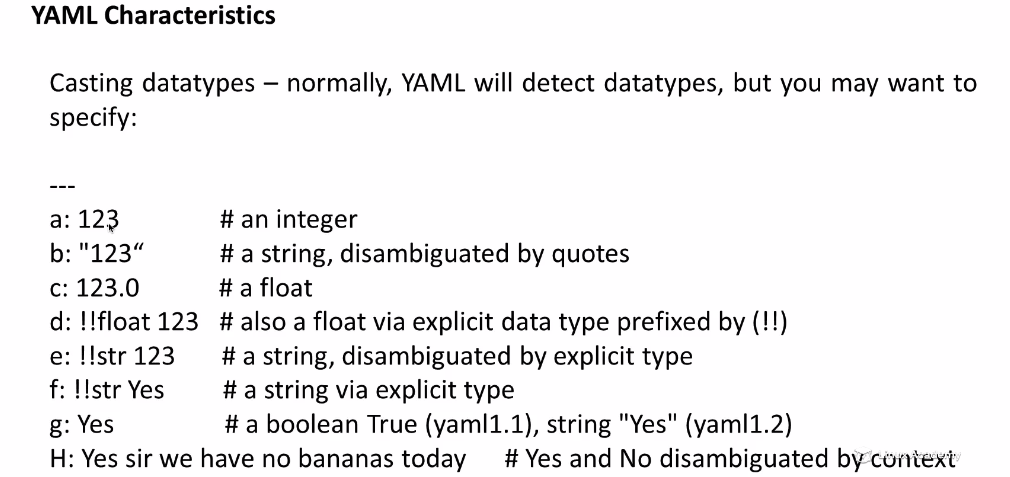 YAML Characteristics
Casting datatypes – normally, YAML will detect datatypes, but you may want to
specify:
---
a: 123 # an integer
b: "123“ # a string, disambiguated by quotes
c: 123.0 # a float
d: !!float 123 # also a float via explicit data type prefixed by (!!)
e: !!str 123 # a string, disambiguated by explicit type
f: !!str Yes # a string via explicit type
g: Yes # a boolean True (yaml1.1), string "Yes" (yaml1.2)
H: Yes sir we have no bananas today # Yes and No disambiguated by context